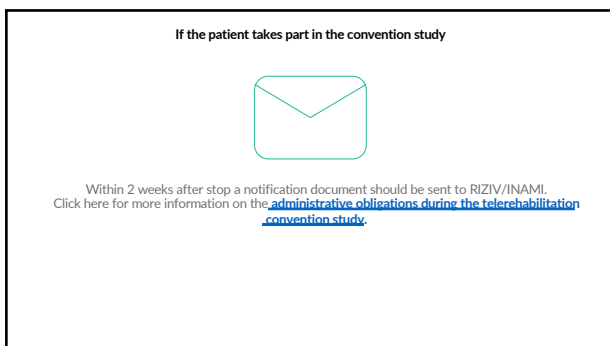 If the patient takes part in the convention study
Within 2 weeks after stop a notification document should be sent to RIZIV/INAMI.
Click here for more information on the administrative obligations during the telerehabilitation
convention study.